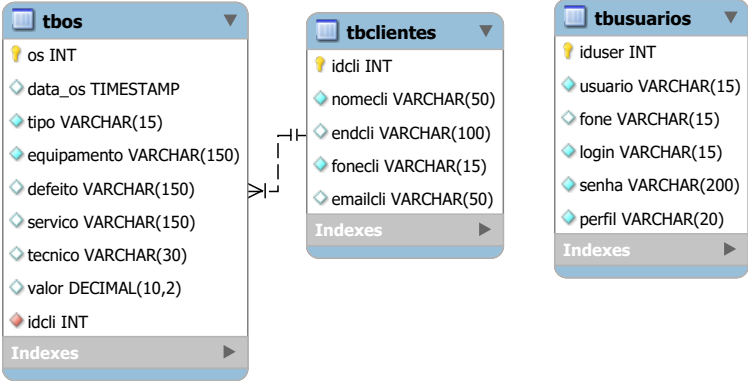 tbos
os INT
data_os TIMESTAMP
tipo VARCHAR(15)
equipamento VARCHAR(150)
defeito VARCHAR(150)
servico VARCHAR(150)
tecnico VARCHAR(30)
valor DECIMAL(10,2)
idcli INT
Indexes
tbclientes
idcli INT
nomecli VARCHAR(50)
endcli VARCHAR(100)
fonecli VARCHAR(15)
emailcli VARCHAR(50)
Indexes
tbusuarios
iduser INT
usuario VARCHAR(15)
fone VARCHAR(15)
login VARCHAR(15)
senha VARCHAR(200)
perfil VARCHAR(20)
Indexes